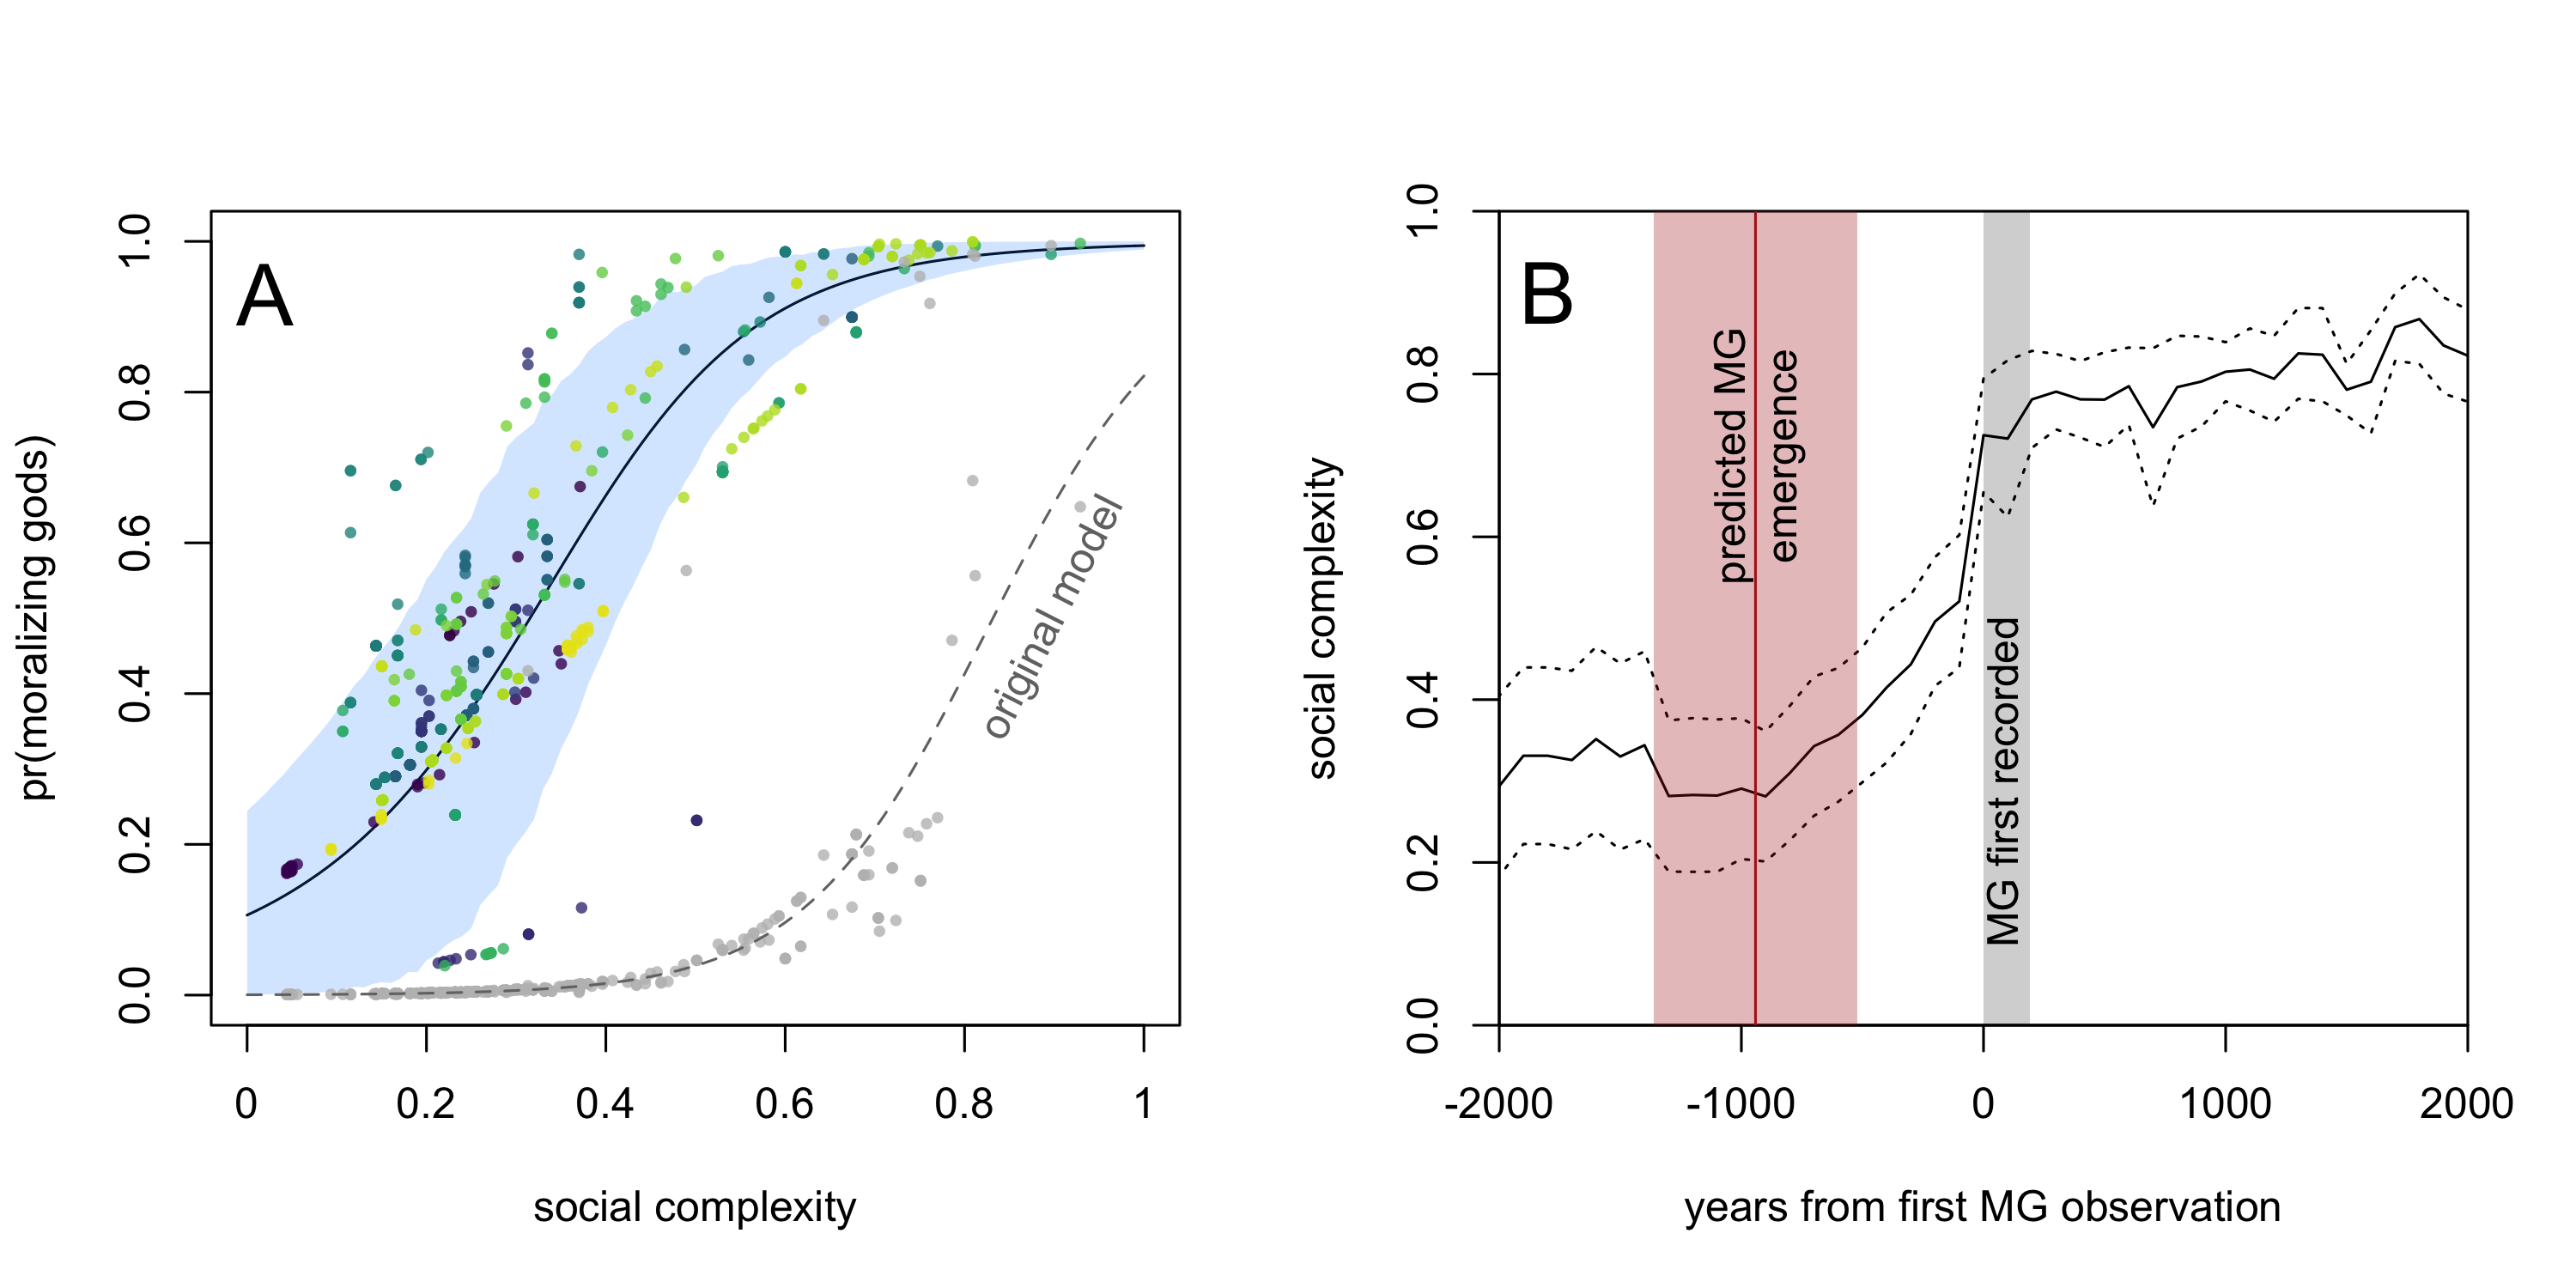 A
pr(moralizing gods)
1.0
0.8
0.6
0.4
0.2
0.0
original model
0 0.2 0.4 0.6 0.8 1
social complexity
B
social complexity
1.0
0.8
0.6
0.4
0.2
0.0
predicted MG
emergence
MG first recorded
-2000 -1000 0 1000 2000
years from first MG observation